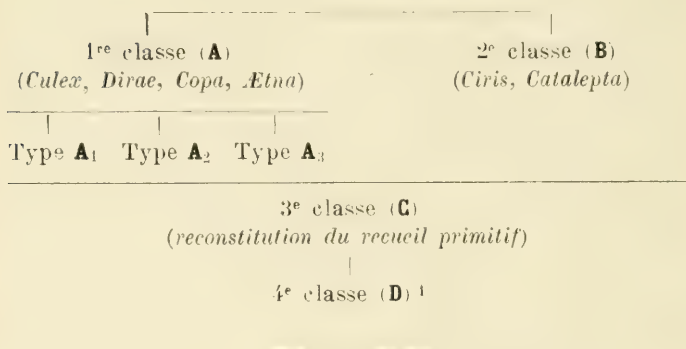 1re classe (A) 2e classe (B)
(Culex, Dirae, Copa, Ætna) (Ciris, Catalepta)
Type A1 Type A2 Type A3
3e classe (C)
(reconstitution du recueil primitif)
4e classe (D) 1